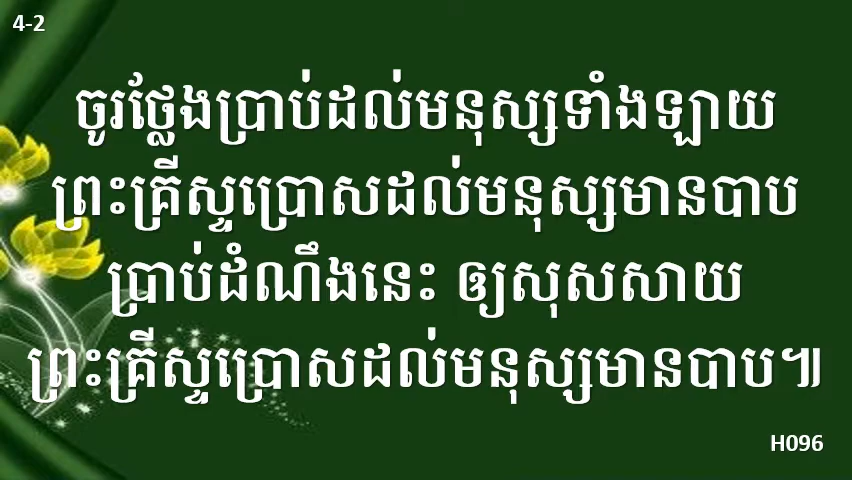 4-2
ចូរថ្លែងប្រាប់ដល់មនុស្សទាំងឡាយ
ព្រះគ្រីស្ទប្រោសដល់មនុស្សមានបាប
ប្រាប់ដំណឹងនេះ ឲ្យសុសសាយ
ព្រះគ្រីស្ទប្រោសដល់មនុស្សមានបាប៕
H096